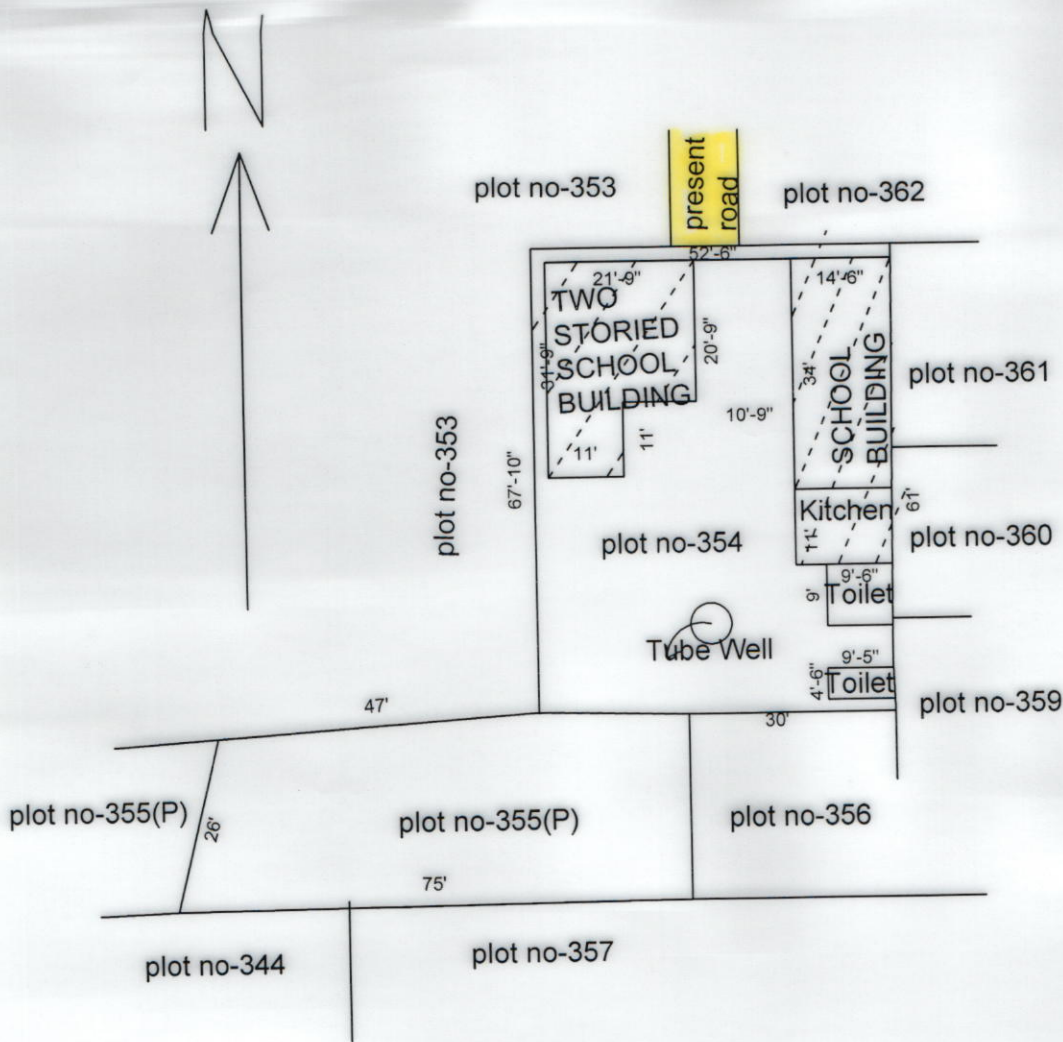 N
present
road
plot no-353
plot no-362
52'-6"
21'-9"
14'-6"
TWO
STORIED
SCHOOL
BUILDING
31'-9"
20'-9"
34'
SCHOOL
BUILDING
plot no-361
10'-9"
11'
11'
plot no-353
67'-10"
Kitchen
61'
11'
plot no-354
plot no-360
9'-6"
9'
Toilet
Tube Well
9'-5"
4'-6"
Toilet
plot no-359
47'
30'
plot no-355(P)
26'
plot no-355(P)
plot no-356
75'
plot no-344
plot no-357